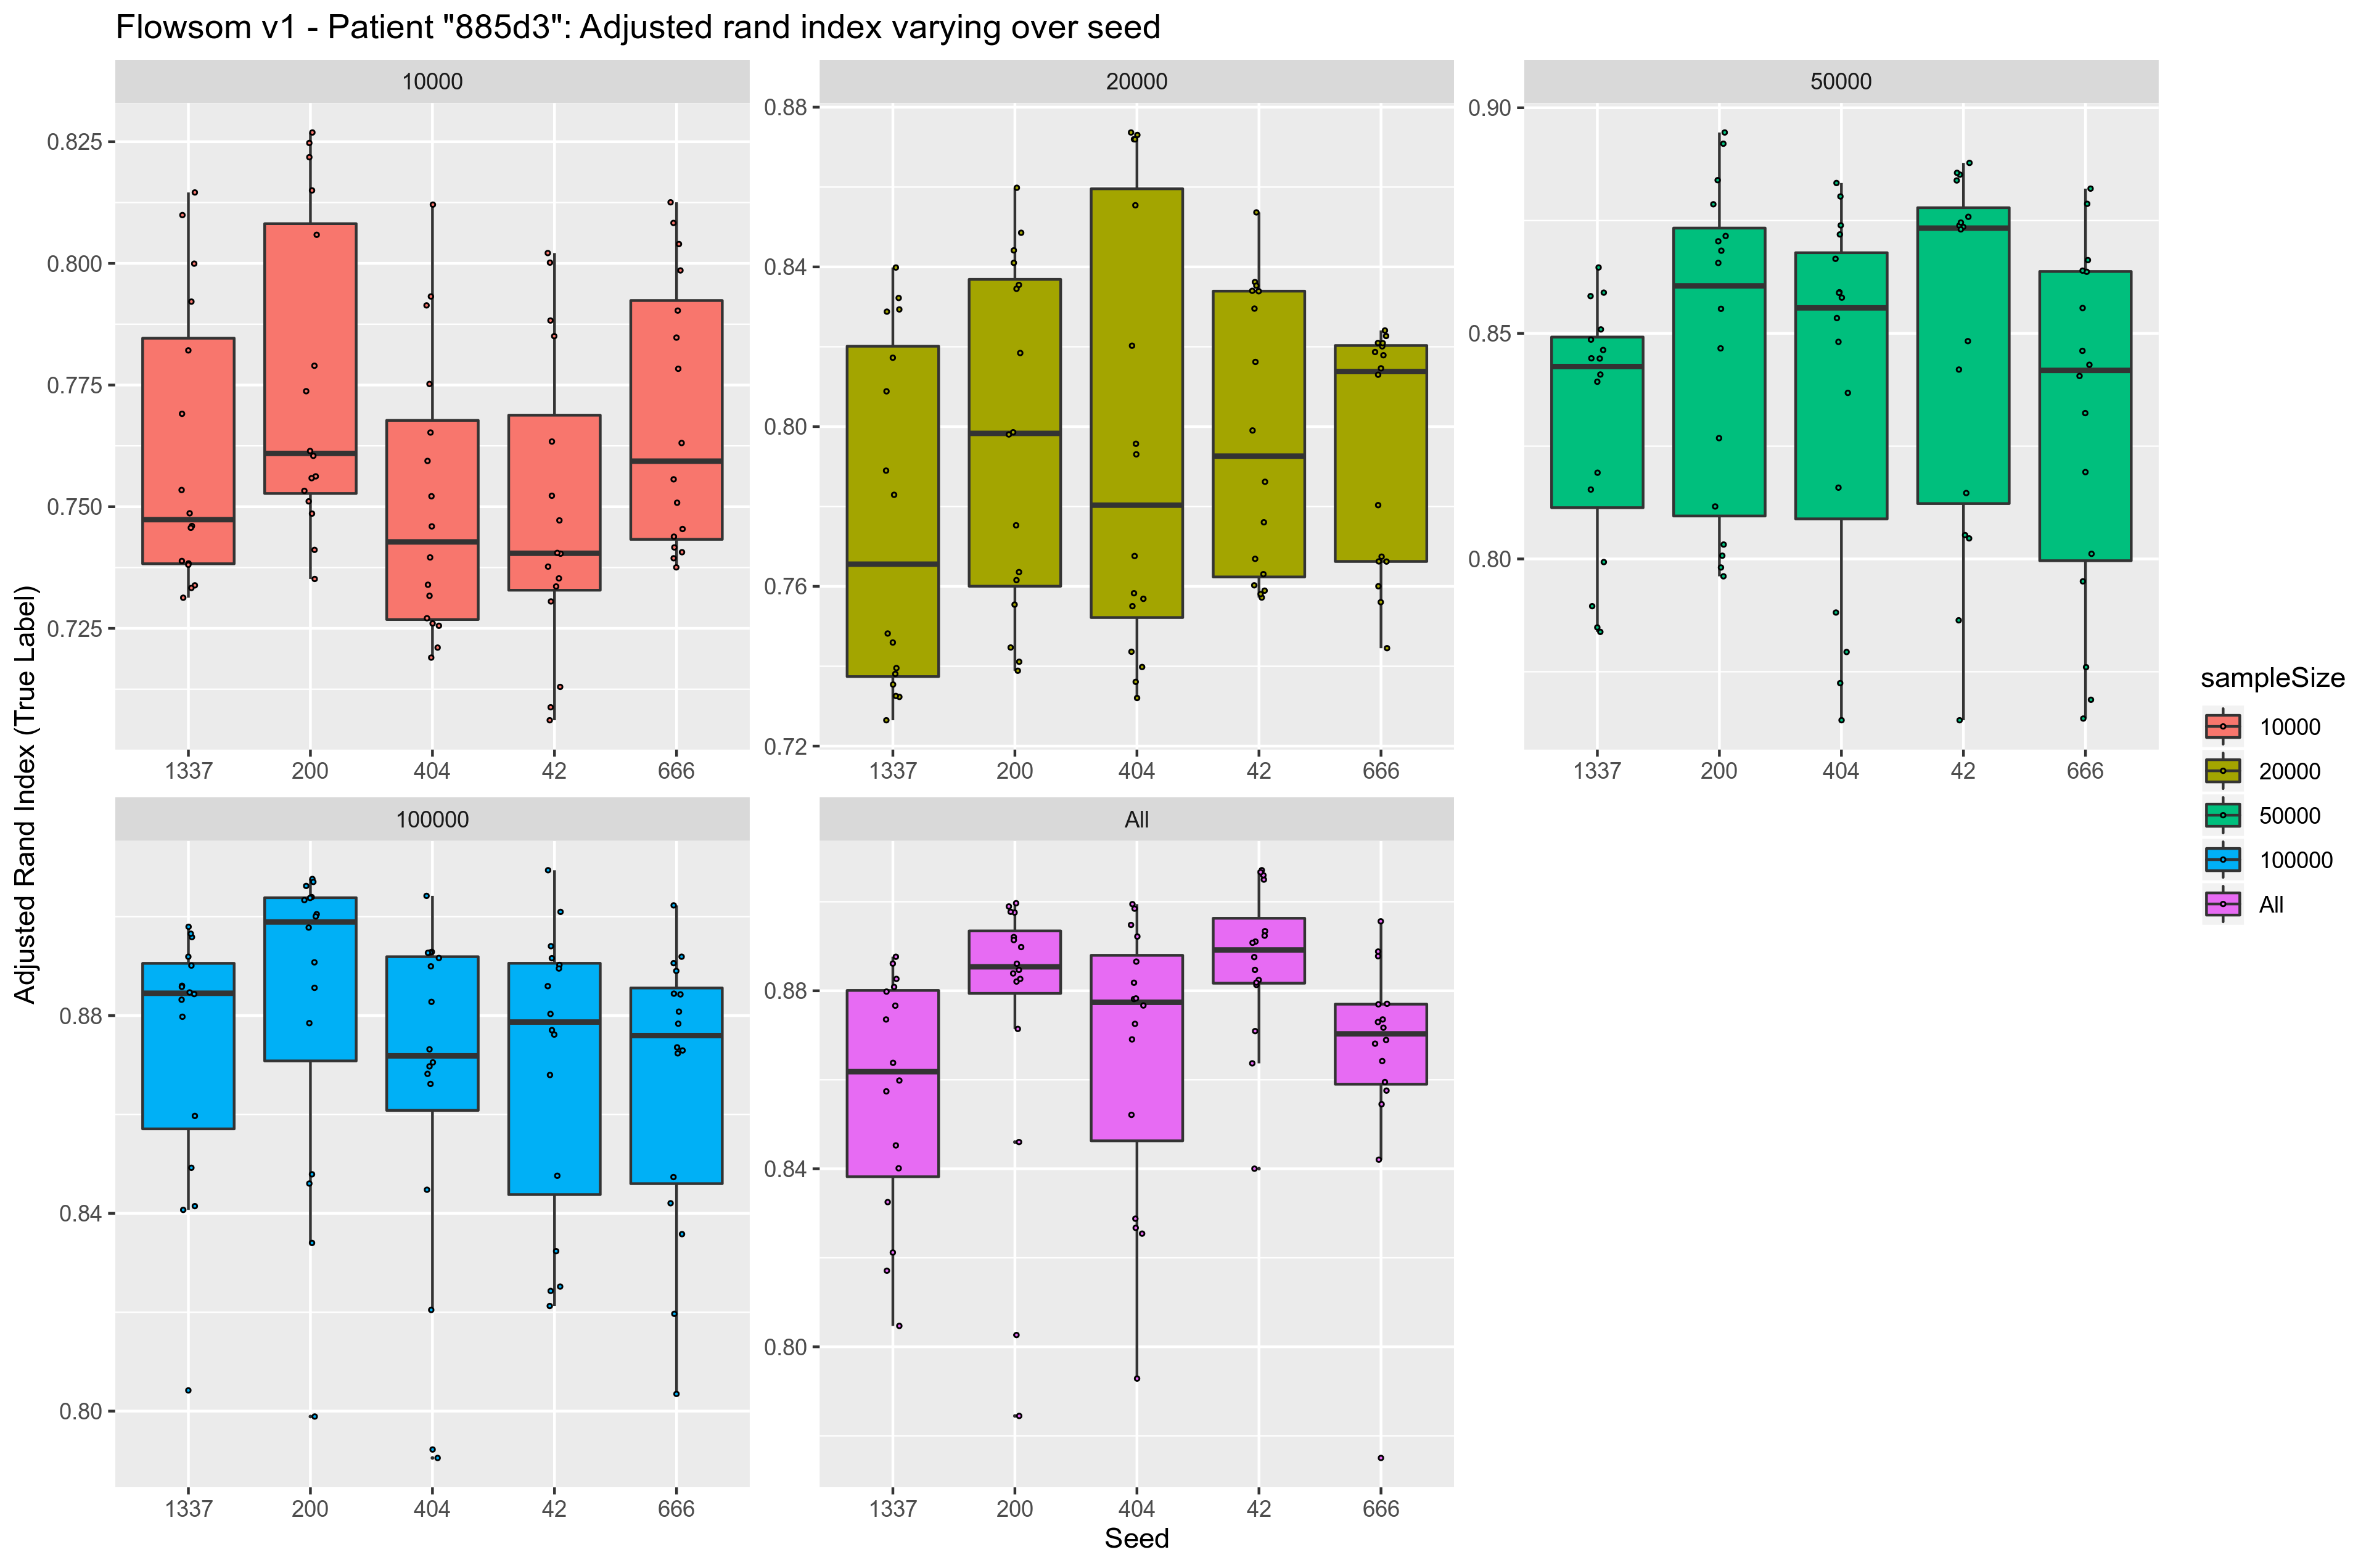 Flowsom v1 - Patient "885d3": Adjusted rand index varying over seed
10000
20000
50000
0.825
0.800
0.775
0.750
0.725
0.88
0.84
0.80
0.76
0.72
0.90
0.85
0.80
1337 200 404 42 666
1337 200 404 42 666
1337 200 404 42 666
100000
All
0.88
0.84
0.80
0.88
0.84
0.80
1337 200 404 42 666
1337 200 404 42 666
Seed
Adjusted Rand Index (True Label)
sampleSize
10000
20000
50000
100000
All